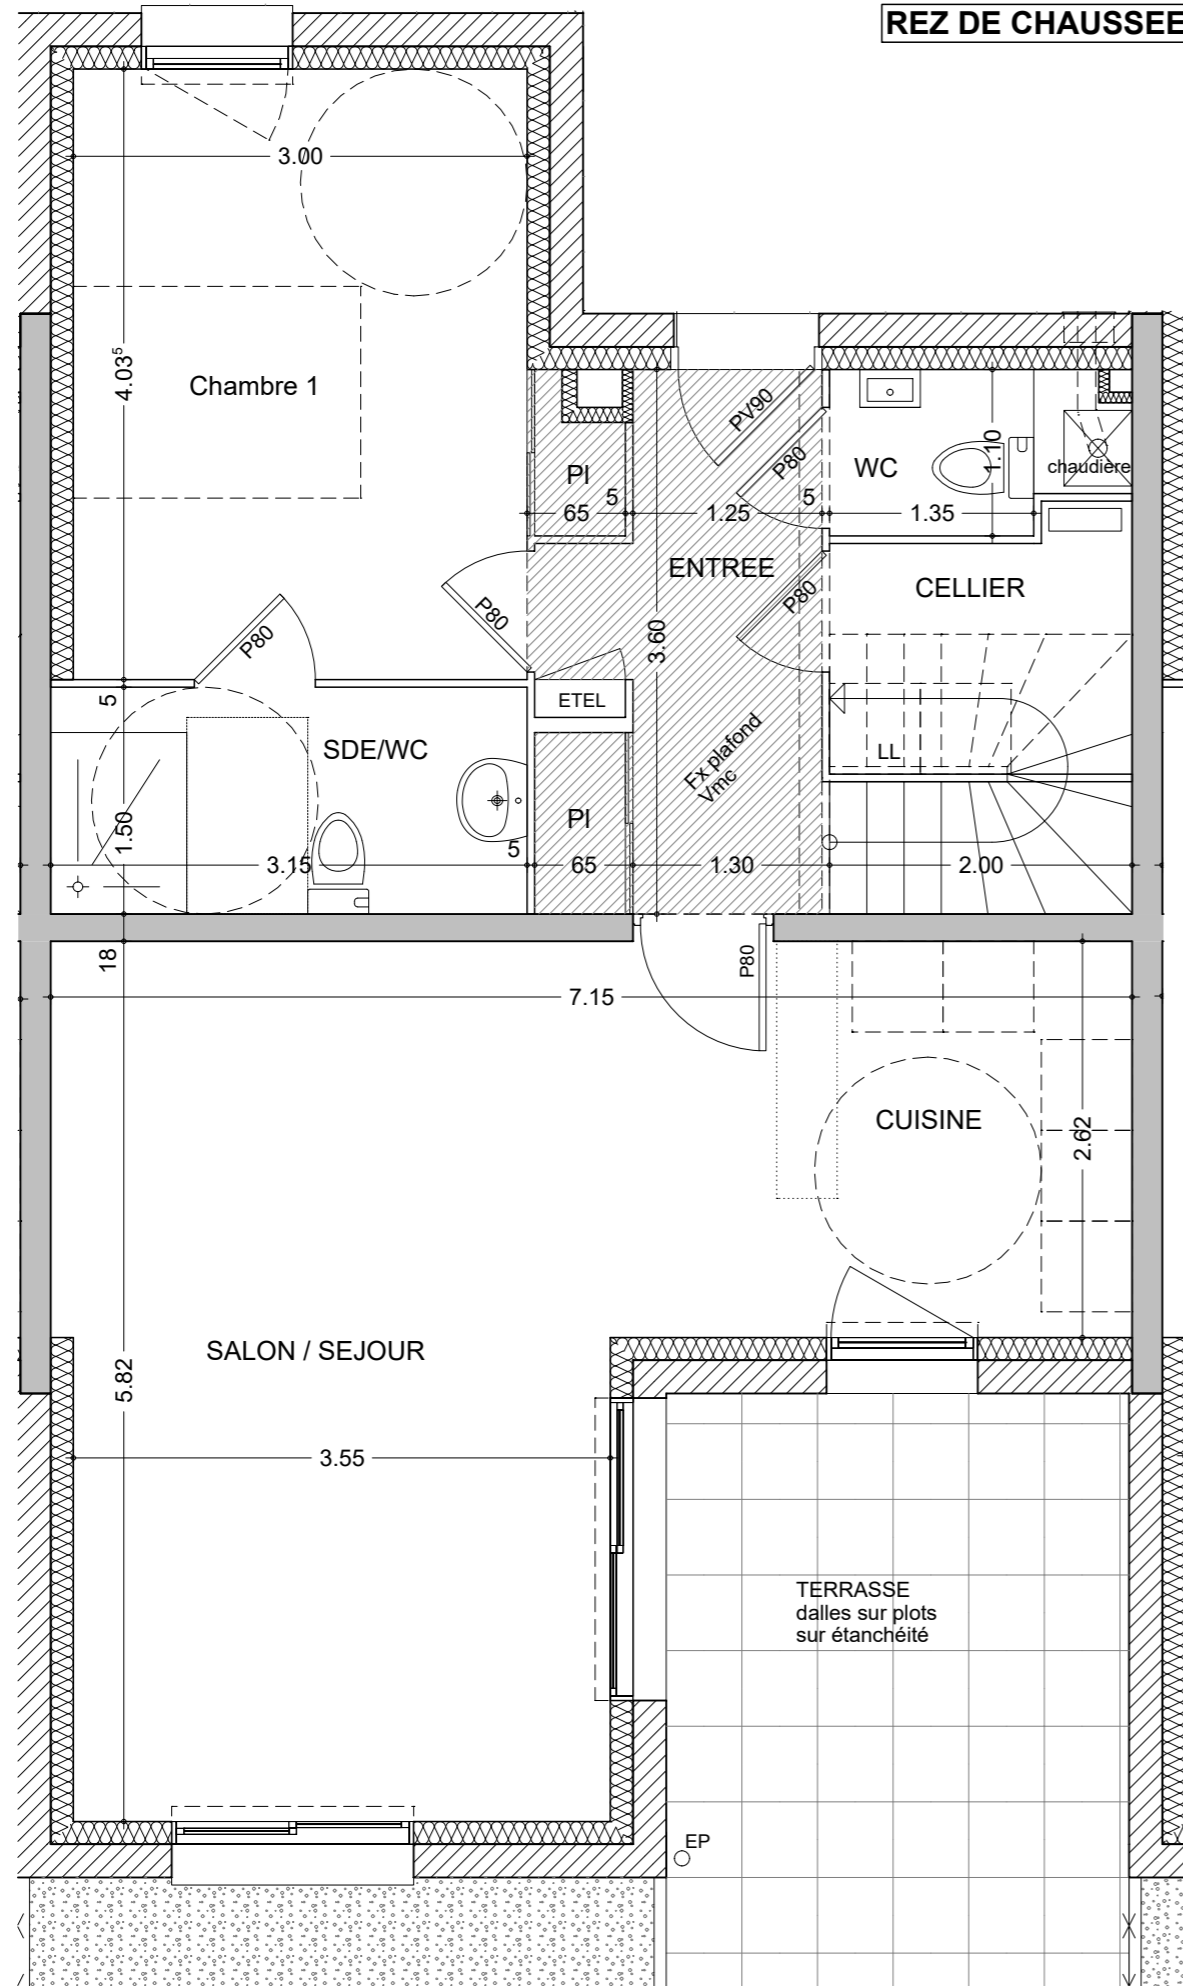 REZ DE CHAUSSEE
3.00
4.03⁵
Chambre 1
PV90
P80
WC
1.10
chaudiere
PI
5
65
1.25
5
1.35
ENTREE
CELLIER
P80
P80
P80
3.60
5
ETEL
SDE/WC
Fx plafond
Vmc
LL
PI
1.50
3.15
5
65
1.30
2.00
18
P80
7.15
CUISINE
2.62
SALON / SEJOUR
5.82
3.55
TERRASSE
dalles sur plots
sur étanchéité
EP